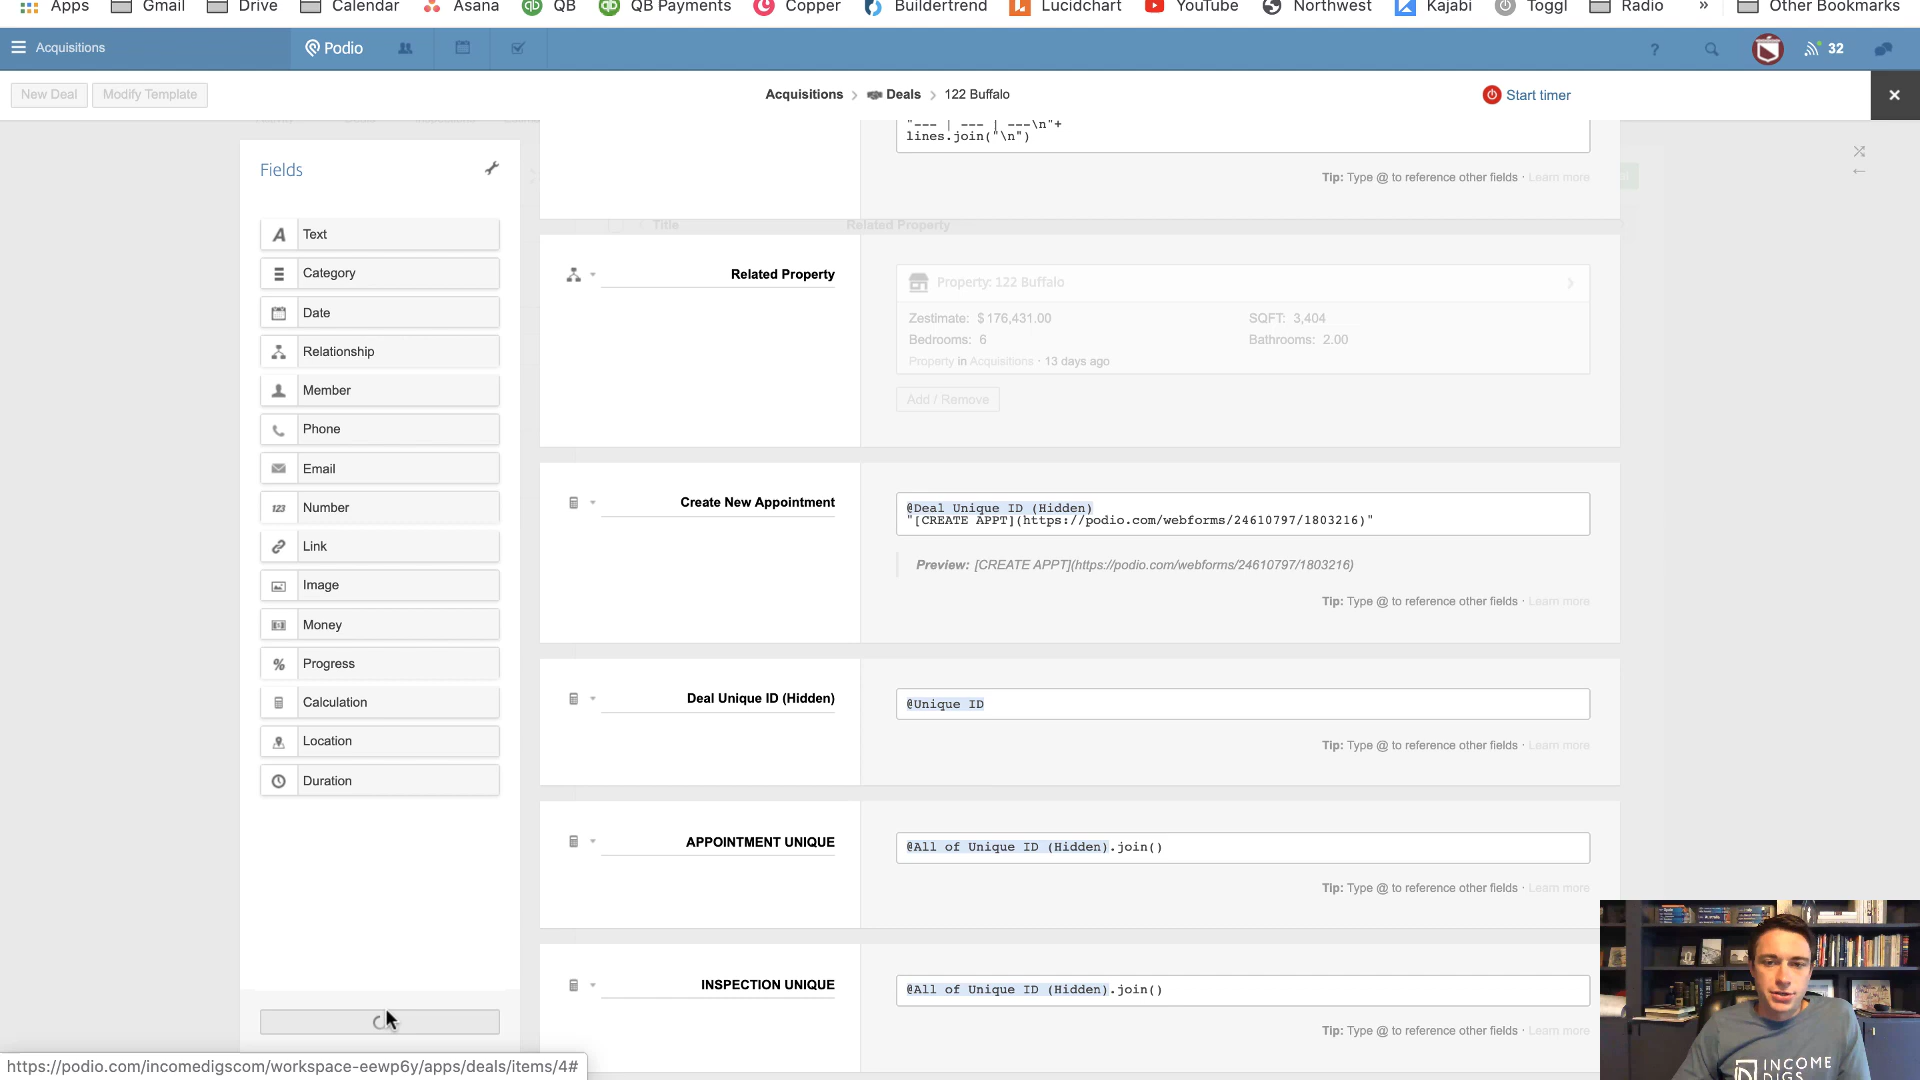 Apps Gmail Drive Calendar Asana QB QB Payments Copper Buildertrend Lucidchart YouTube Northwest Kajabi Toggl Radio » Other Bookmarks
Acquisitions Podio ? 32
New Deal Modify Template Acquisitions Deals 122 Buffalo Start timer
Fields
Text
Category
Date
Relationship
Member
Phone
Email
Number
Link
Image
Money
Progress
Calculation
Location
Duration
"--- | --- | ---\n"+
lines.join("\n")
Tip: Type @ to reference other fields · Learn more
Title Related Property
Related Property
Property: 122 Buffalo
Zestimate: $176,431.00 SQFT: 3,404
Bedrooms: 6 Bathrooms: 2.00
Property in Acquisitions · 13 days ago
Add / Remove
Create New Appointment
@Deal Unique ID (Hidden)
"[CREATE APPT](https://podio.com/webforms/24610797/1803216)"
Preview: [CREATE APPT](https://podio.com/webforms/24610797/1803216)
Tip: Type @ to reference other fields · Learn more
Deal Unique ID (Hidden)
@Unique ID
Tip: Type @ to reference other fields · Learn more
APPOINTMENT UNIQUE
@All of Unique ID (Hidden).join()
Tip: Type @ to reference other fields · Learn more
INSPECTION UNIQUE
@All of Unique ID (Hidden).join()
Tip: Type @ to reference other fields · Learn more
https://podio.com/incomedigscom/workspace-eewp6y/apps/deals/items/4#
INCOME
DIGS